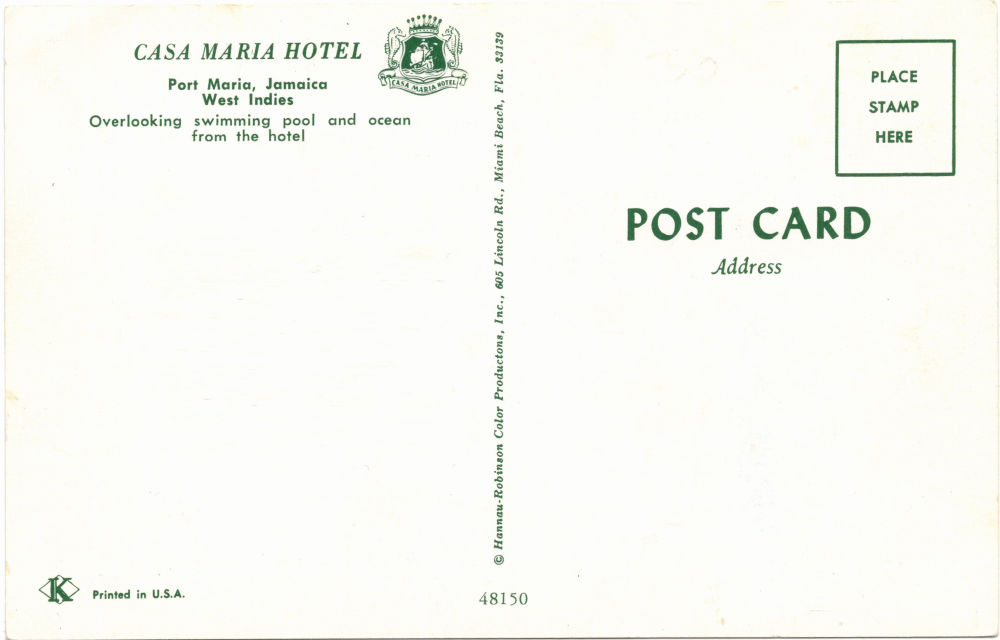 CASA MARIA HOTEL
CASA MARIA HOTEL
Port Maria, Jamaica
West Indies
Overlooking swimming pool and ocean
from the hotel
© Hannau-Robinson Color Productons, Inc., 605 Lincoln Rd., Miami Beach, Fla. 33139
PLACE
STAMP
HERE
POST CARD
Address
K
Printed in U.S.A.
48150